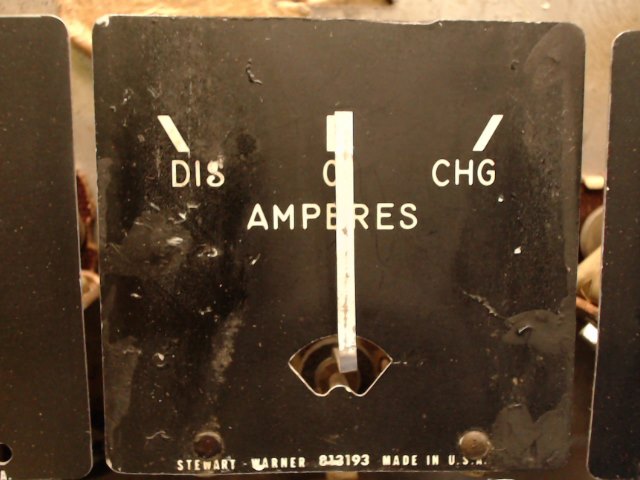 DIS 0 CHG
AMPERES
STEWART-WARNER 813193 MADE IN U.S.A.
A.